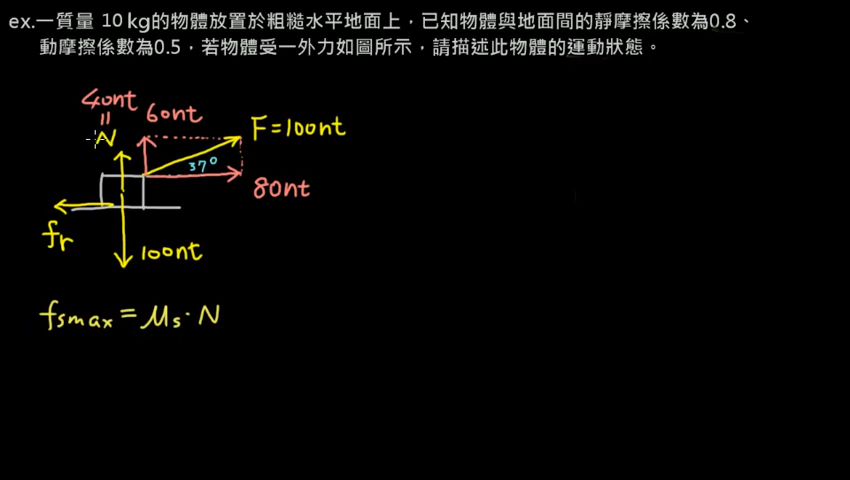 ex.一質量 10 kg的物體放置於粗糙水平地面上，已知物體與地面間的靜摩擦係數為0.8、
動摩擦係數為0.5，若物體受一外力如圖所示，請描述此物體的運動狀態。
40nt
=
N
60nt
F=100nt
37°
80nt
fr
100nt
fsmax=μs·N